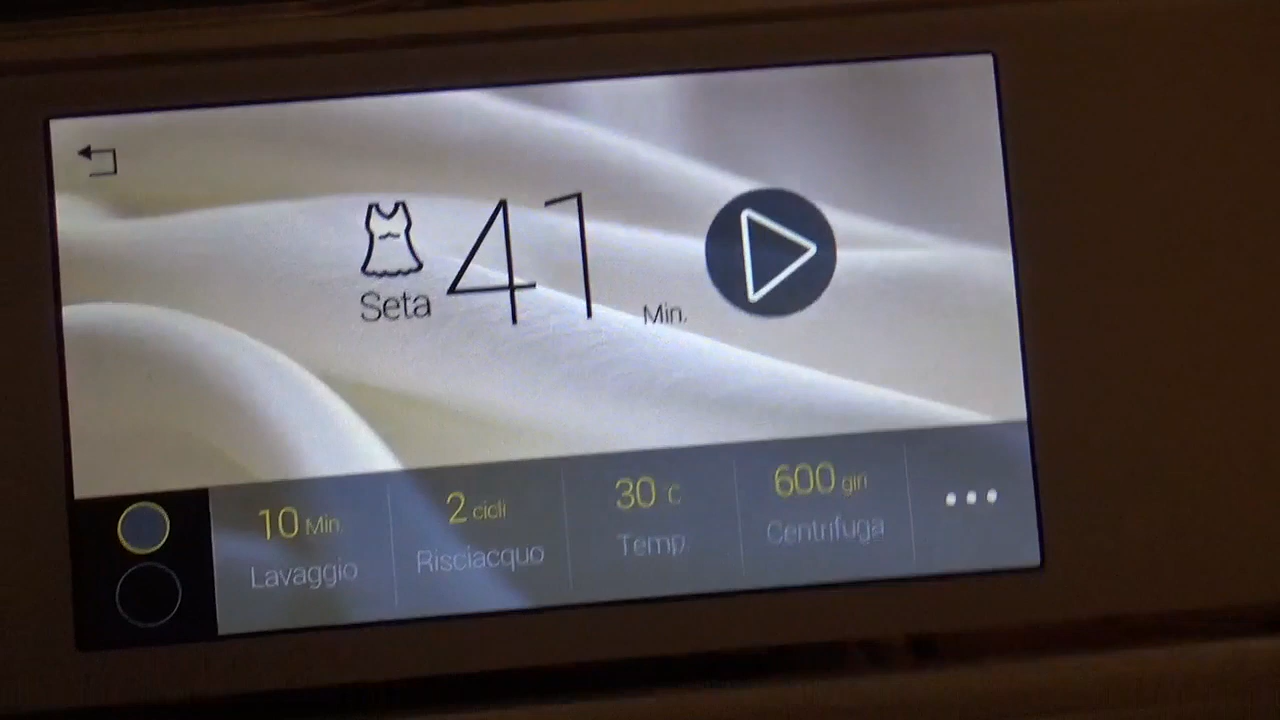 41
Seta
Min.
10 Min.
Lavaggio
2 cicli
Risciacquo
30 C
Temp.
600 giri
Centrifuga